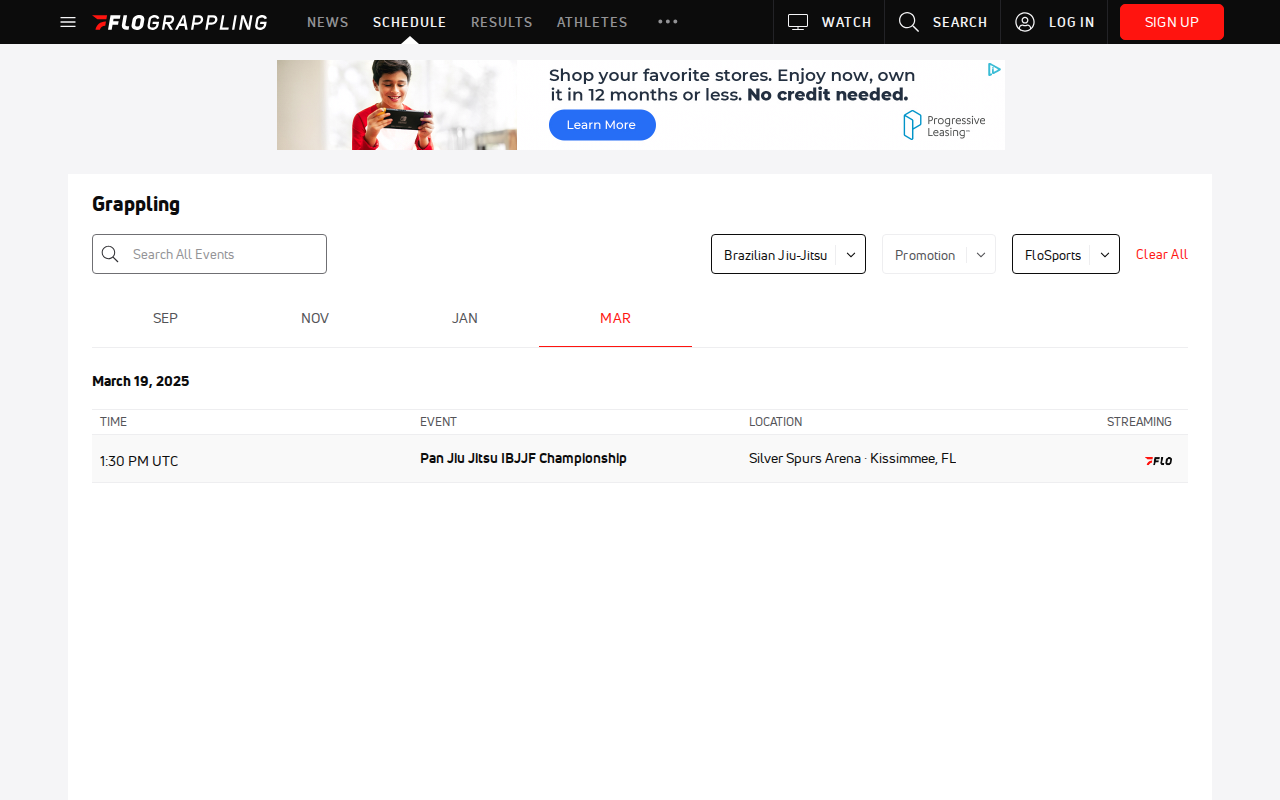 FLOGRAPPLING NEWS SCHEDULE RESULTS ATHLETES WATCH SEARCH LOG IN SIGN UP
Shop your favorite stores. Enjoy now, own
it in 12 months or less. No credit needed.
Learn More
Progressive
Leasing
Grappling
Search All Events Brazilian Jiu-Jitsu Promotion FloSports Clear All
SEP NOV JAN MAR
March 19, 2025
TIME EVENT LOCATION STREAMING
1:30 PM UTC Pan Jiu Jitsu IBJJF Championship Silver Spurs Arena · Kissimmee, FL FLO